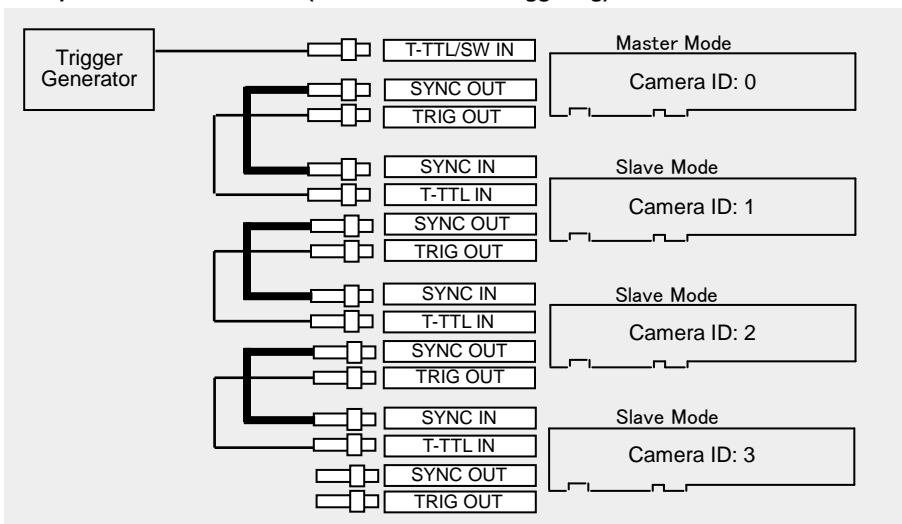 Trigger
Generator
T-TTL/SW IN
Master Mode
Camera ID: 0
SYNC OUT
TRIG OUT
SYNC IN
Slave Mode
T-TTL IN
Camera ID: 1
SYNC OUT
TRIG OUT
SYNC IN
Slave Mode
T-TTL IN
Camera ID: 2
SYNC OUT
TRIG OUT
SYNC IN
Slave Mode
T-TTL IN
Camera ID: 3
SYNC OUT
TRIG OUT